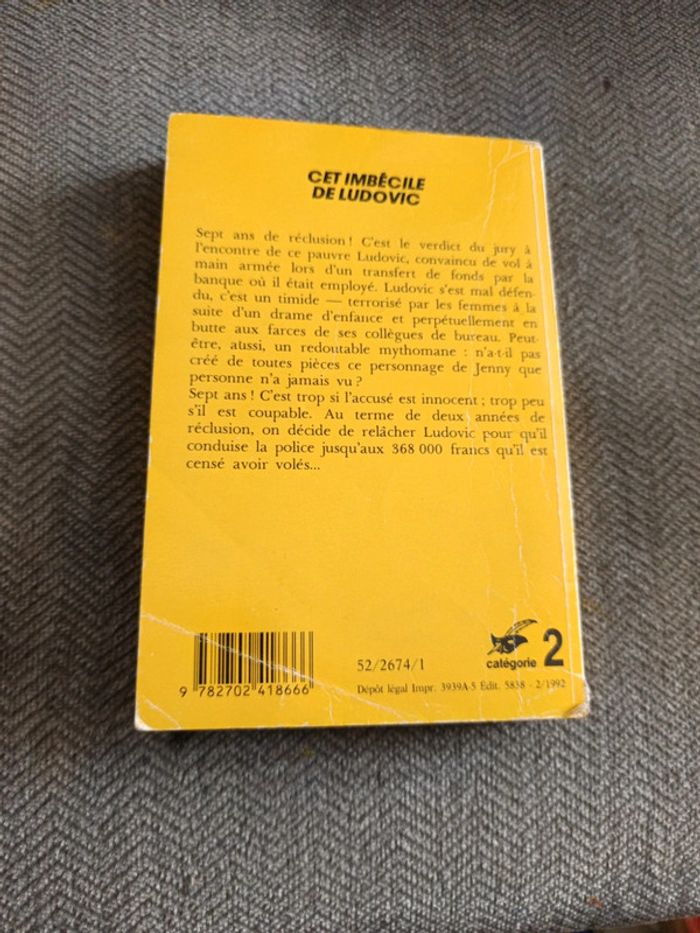 CET IMBÉCILE
DE LUDOVIC
Sept ans de réclusion! C'est le verdict du jury à
l'encontre de ce pauvre Ludovic, convaincu de vol à
main armée lors d'un transfert de fonds par la
banque où il était employé. Ludovic s'est mal défen-
du, c'est un timide — terrorisé par les femmes à la
suite d'un drame d'enfance et perpétuellement en
butte aux farces de ses collègues de bureau. Peut-
être, aussi, un redoutable mythomane : n'a-t-il pas
créé de toutes pièces ce personnage de Jenny que
personne n'a jamais vu ?
Sept ans ! C'est trop si l'accusé est innocent ; trop peu
s'il est coupable. Au terme de deux années de
réclusion, on décide de relâcher Ludovic pour qu'il
conduise la police jusqu'aux 368 000 francs qu'il est
censé avoir volés...
52/2674/1
catégorie 2
9 782702 418666
Dépôt légal Impr. 3939A-5 Édit. 5838 - 2/1992